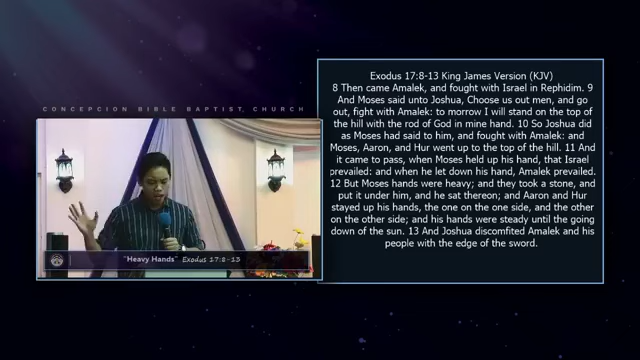 CONCEPCION BIBLE BAPTIST CHURCH
"Heavy Hands" Exodus 17:8-13
Exodus 17:8-13 King James Version (KJV)
8 Then came Amalek, and fought with Israel in Rephidim. 9
And Moses said unto Joshua, Choose us out men, and go
out, fight with Amalek: to morrow I will stand on the top of
the hill with the rod of God in mine hand. 10 So Joshua did
as Moses had said to him, and fought with Amalek: and
Moses, Aaron, and Hur went up to the top of the hill. 11 And
it came to pass, when Moses held up his hand, that Israel
prevailed: and when he let down his hand, Amalek prevailed.
12 But Moses hands were heavy; and they took a stone, and
put it under him, and he sat thereon; and Aaron and Hur
stayed up his hands, the one on the one side, and the other
on the other side; and his hands were steady until the going
down of the sun. 13 And Joshua discomfited Amalek and his
people with the edge of the sword.